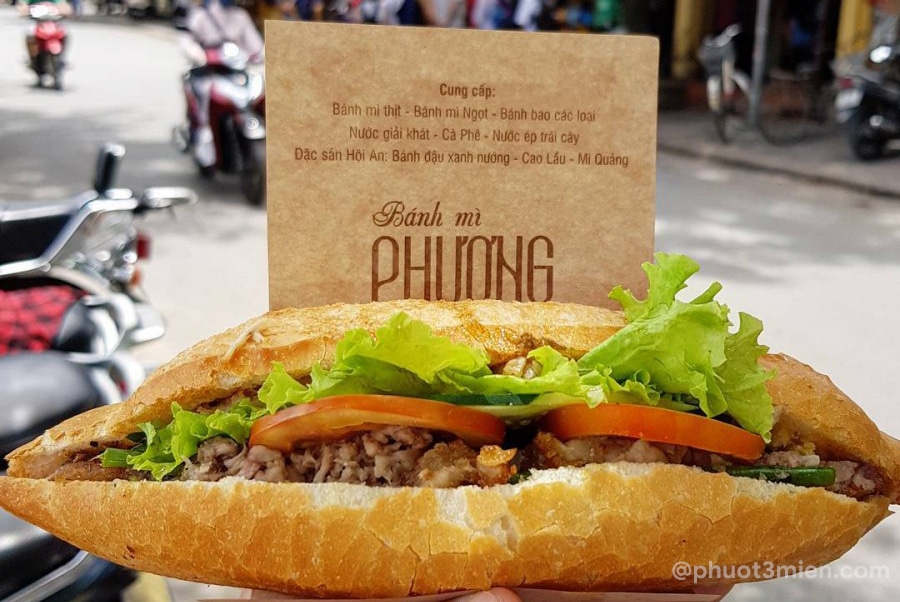 Cung cấp:
Bánh mì thịt - Bánh mì Ngọt - Bánh bao các loại
Nước giải khát - Cà Phê - Nước ép trái cây
Đặc sản Hội An: Bánh đậu xanh nướng - Cao Lầu - Mì Quảng
Bánh mì
PHƯỢNG
@phuot3mien.com